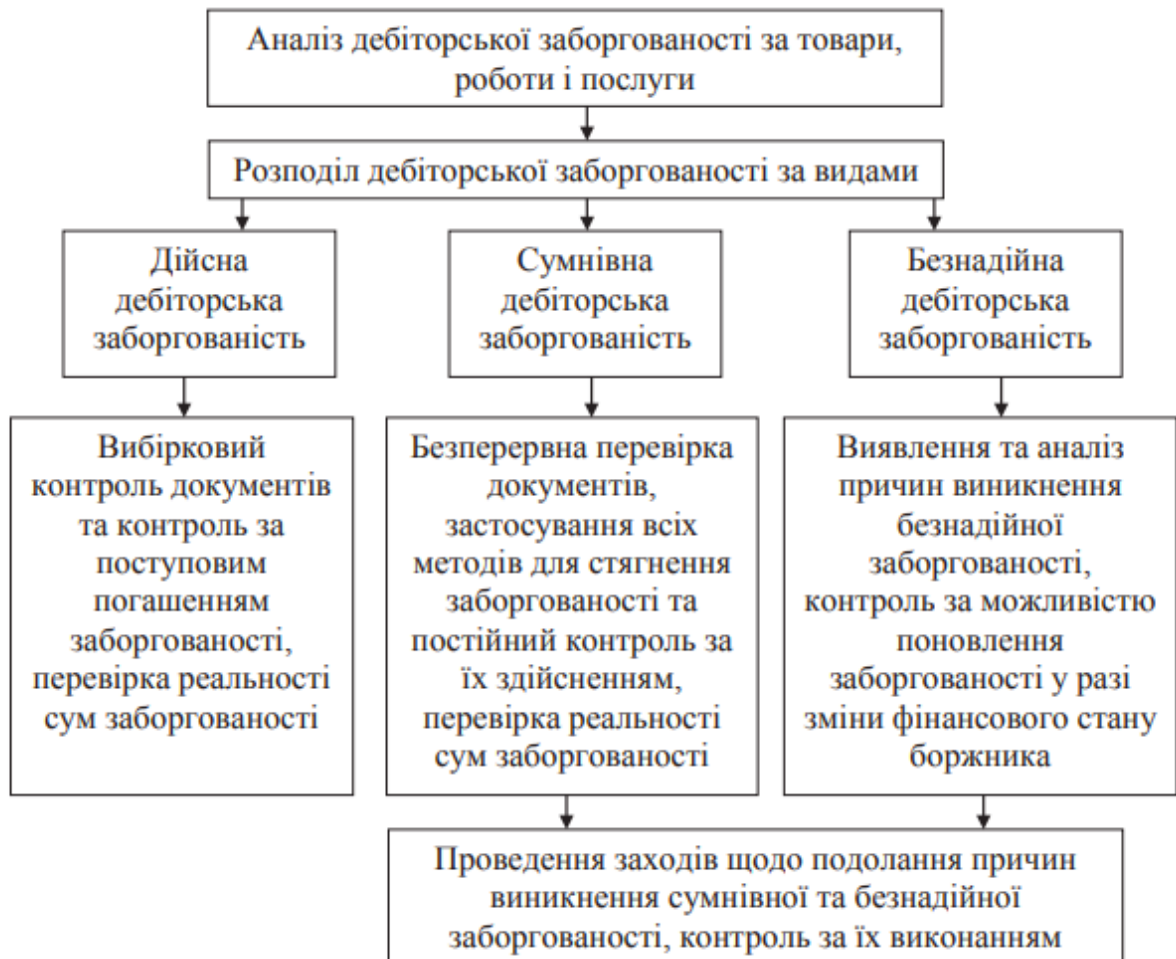 Аналіз дебіторської заборгованості за товари,
роботи і послуги
Розподіл дебіторської заборгованості за видами
Дійсна
дебіторська
заборгованість
Сумнівна
дебіторська
заборгованість
Безнадійна
дебіторська
заборгованість
Вибірковий
контроль документів
та контроль за
поступовим
погашенням
заборгованості,
перевірка реальності
сум заборгованості
Безперервна перевірка
документів,
застосування всіх
методів для стягнення
заборгованості та
постійний контроль за
їх здійсненням,
перевірка реальності
сум заборгованості
Виявлення та аналіз
причин виникнення
безнадійної
заборгованості,
контроль за можливістю
поновлення
заборгованості у разі
зміни фінансового стану
боржника
Проведення заходів щодо подолання причин
виникнення сумнівної та безнадійної
заборгованості, контроль за їх виконанням